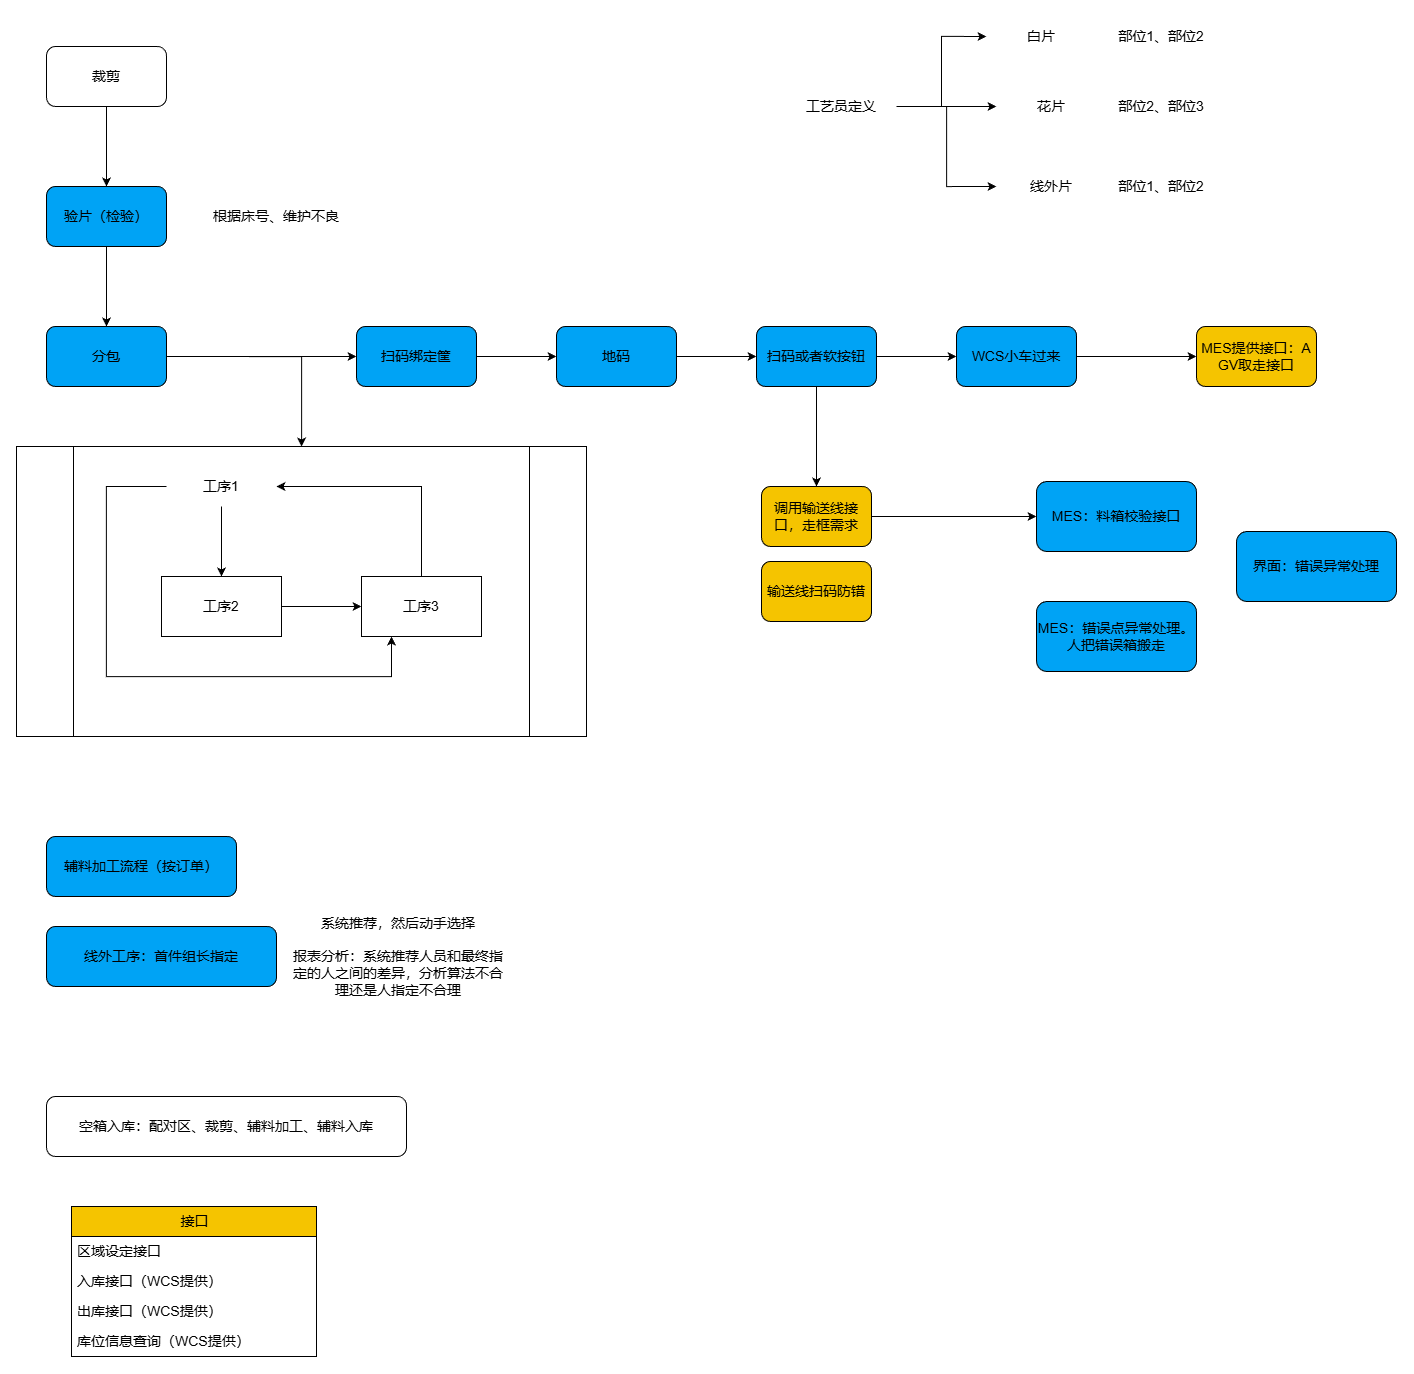 裁剪
白片
部位1、部位2
工艺员定义
花片
部位2、部位3
线外片
部位1、部位2
验片（检验）
根据床号、维护不良
分包
扫码绑定筐
地码
扫码或者软按钮
WCS小车过来
MES提供接口：A
GV取走接口
工序1
工序2
工序3
调用输送线接
口，走框需求
MES：料箱校验接口
界面：错误异常处理
输送线扫码防错
MES：错误点异常处理。
人把错误箱搬走
辅料加工流程（按订单）
线外工序：首件组长指定
系统推荐，然后动手选择
报表分析：系统推荐人员和最终指
定的人之间的差异，分析算法不合
理还是人指定不合理
空箱入库：配对区、裁剪、辅料加工、辅料入库
接口
区域设定接口
入库接口（WCS提供）
出库接口（WCS提供）
库位信息查询（WCS提供）